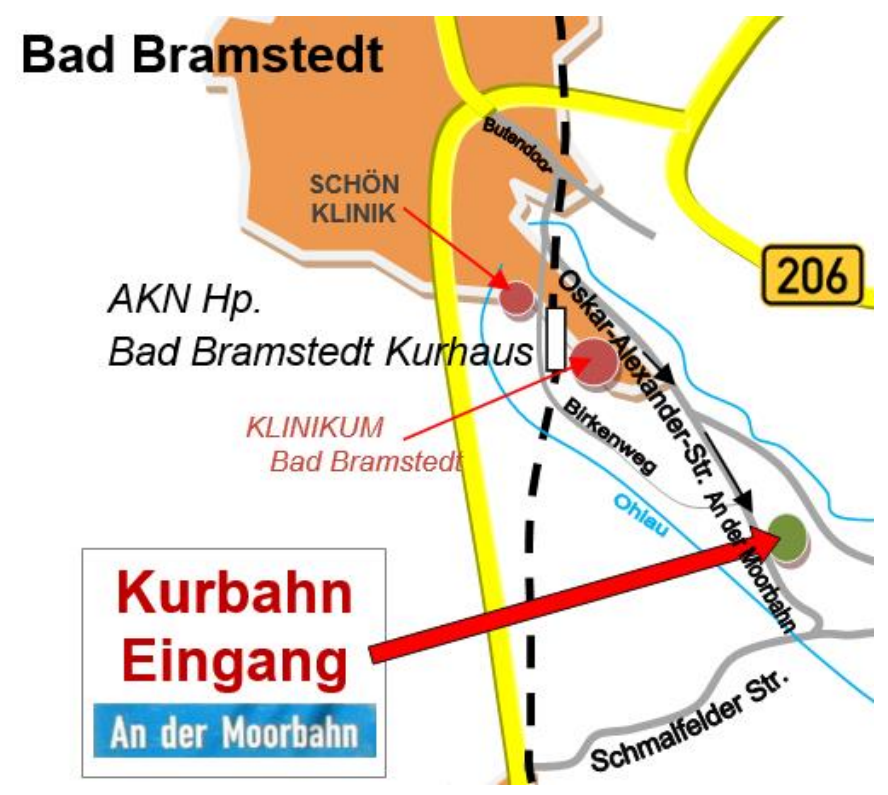 Bad Bramstedt
Butendoor
SCHÖN
KLINIK
206
AKN Hp.
Bad Bramstedt Kurhaus
Oskar-Alexander-Str.
KLINIKUM
Bad Bramstedt
Birkenweg
Ohlau
An der Moorbahn
Kurbahn
Eingang
An der Moorbahn
Schmalfelder Str.